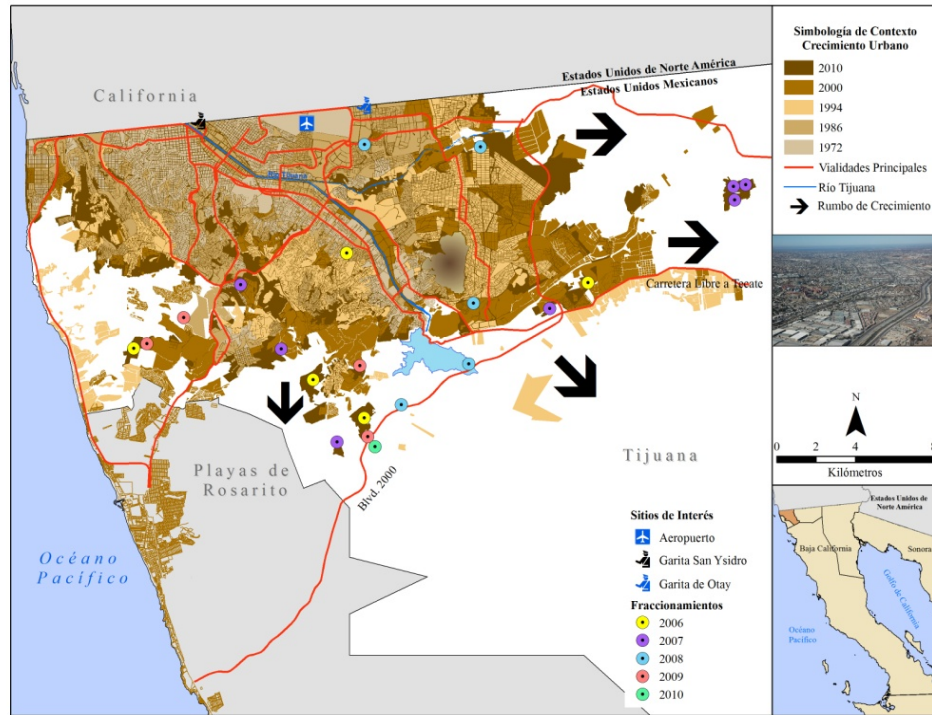 Estados Unidos de Norte América
Estados Unidos Mexicanos
California
Río Tijuana
Carretera Libre a Tecate
Playas de
Rosarito
Blvd. 2000
Tijuana
Océano
Pacífico
Sitios de Interés
Aeropuerto
Garita San Ysidro
Garita de Otay
Fraccionamientos
2006
2007
2008
2009
2010
Simbología de Contexto
Crecimiento Urbano
2010
2000
1994
1986
1972
Vialidades Principales
Río Tijuana
Rumbo de Crecimiento
N
0 2 4 8
Kilómetros
Estados Unidos de
Norte América
Baja California
Sonora
Golfo de California
Océano
Pacífico